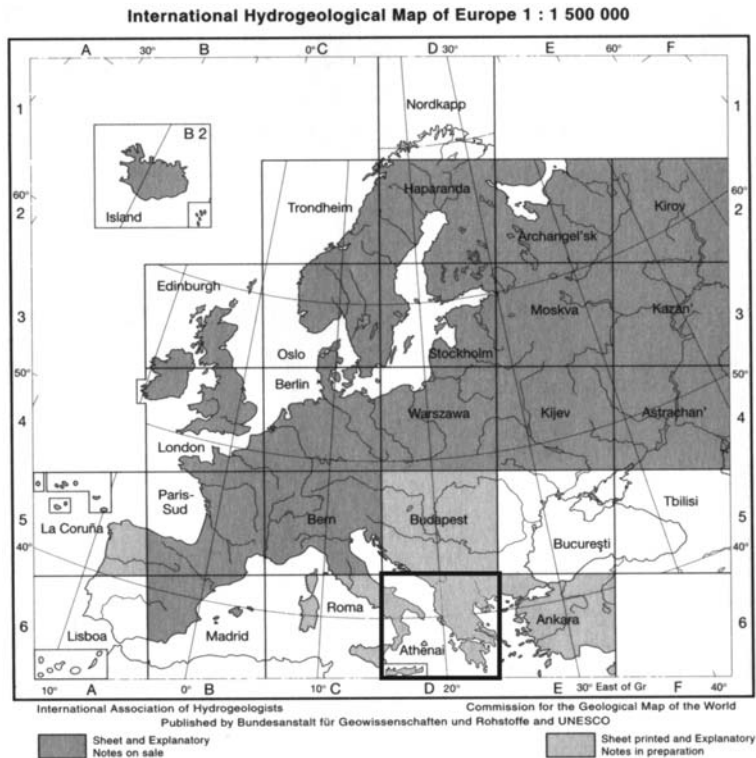 International Hydrogeological Map of Europe 1 : 1 500 000
A 30° B 0° C D 30° E 60° F
Nordkapp
1 1
B 2
Island
60° 2 Trondheim Haparanda Kirov 60° 2
Archangel'sk
Edinburgh
3 Moskva Kazan' 3
Oslo Stockholm
50° Berlin 50°
4 Warszawa Kijev Astrachan' 4
London
Paris-
Sud
La Coruña Bern Budapest Tbilisi
5 5
București
40° 40°
Roma Ankara
6 Lisboa Madrid Athēnai 6
10° A 0° B 10° C D 20° 30° East of Gr E F 40°
International Association of Hydrogeologists Commission for the Geological Map of the World
Published by Bundesanstalt für Geowissenschaften und Rohstoffe and UNESCO
Sheet and Explanatory Sheet printed and Explanatory
Notes on sale Notes in preparation